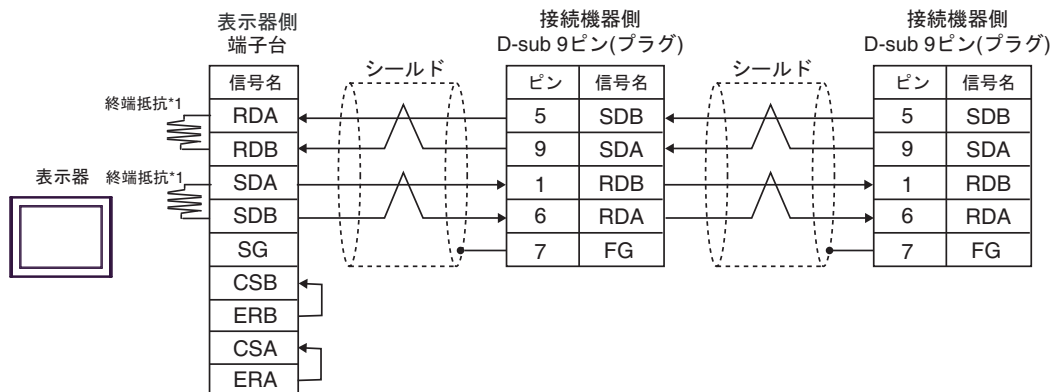 表示器側
端子台
信号名
RDA
RDB
SDA
SDB
SG
CSB
ERB
CSA
ERA
終端抵抗*1
表示器 終端抵抗*1
シールド
接続機器側
D-sub 9ピン(プラグ)
ピン 信号名
5 SDB
9 SDA
1 RDB
6 RDA
7 FG
シールド
接続機器側
D-sub 9ピン(プラグ)
ピン 信号名
5 SDB
9 SDA
1 RDB
6 RDA
7 FG